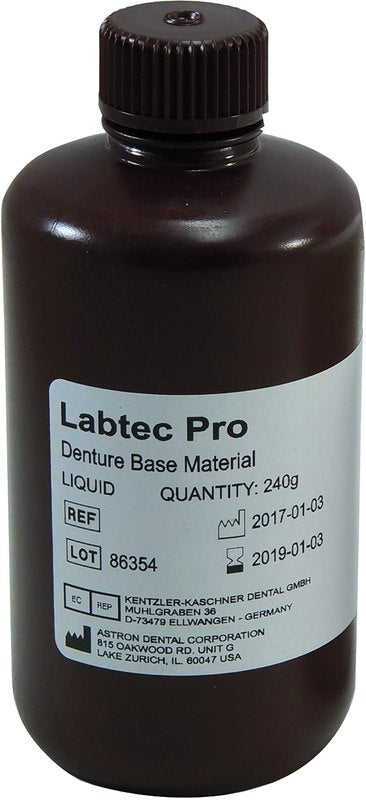 Labtec Pro
Denture Base Material
LIQUID QUANTITY: 240g
REF 2017-01-03
LOT 86354 2019-01-03
EC REP KENTZLER-KASCHNER DENTAL GMBH
MUHLGRABEN 36
D-73479 ELLWANGEN - GERMANY
ASTRON DENTAL CORPORATION
815 OAKWOOD RD. UNIT G
LAKE ZURICH, IL. 60047 USA